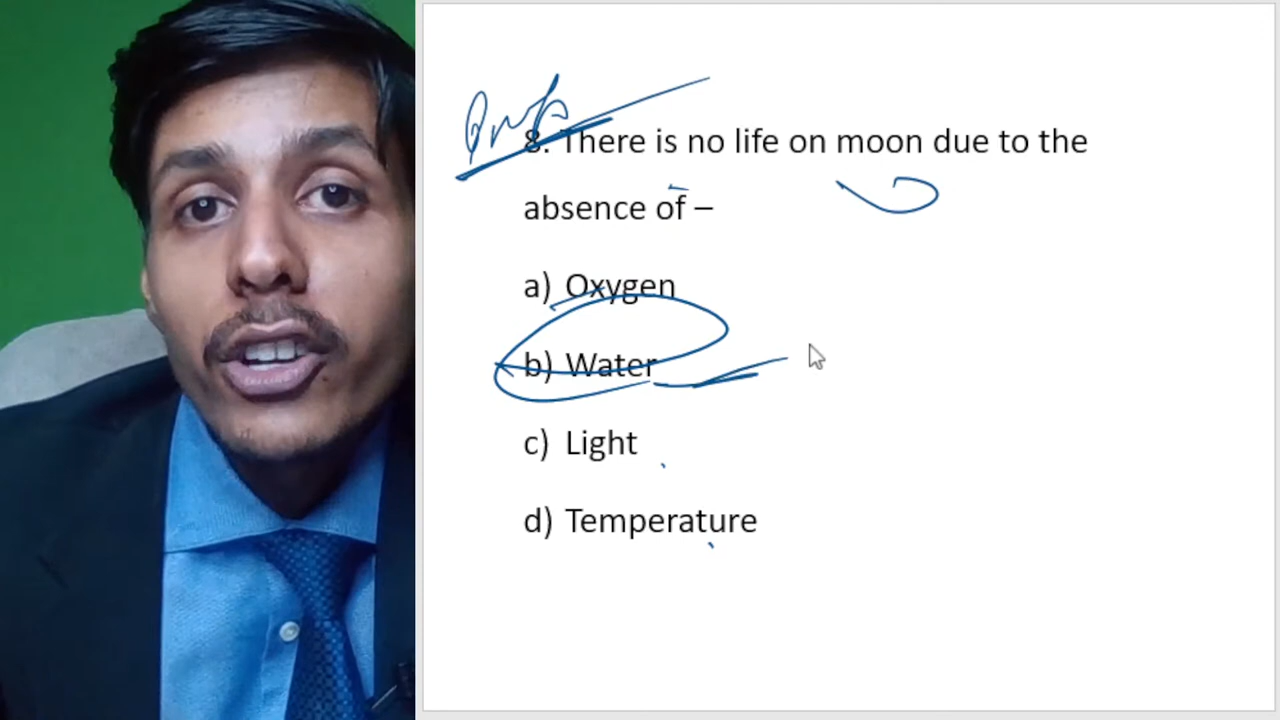 8. There is no life on moon due to the
absence of –
a) Oxygen
b) Water
c) Light
d) Temperature